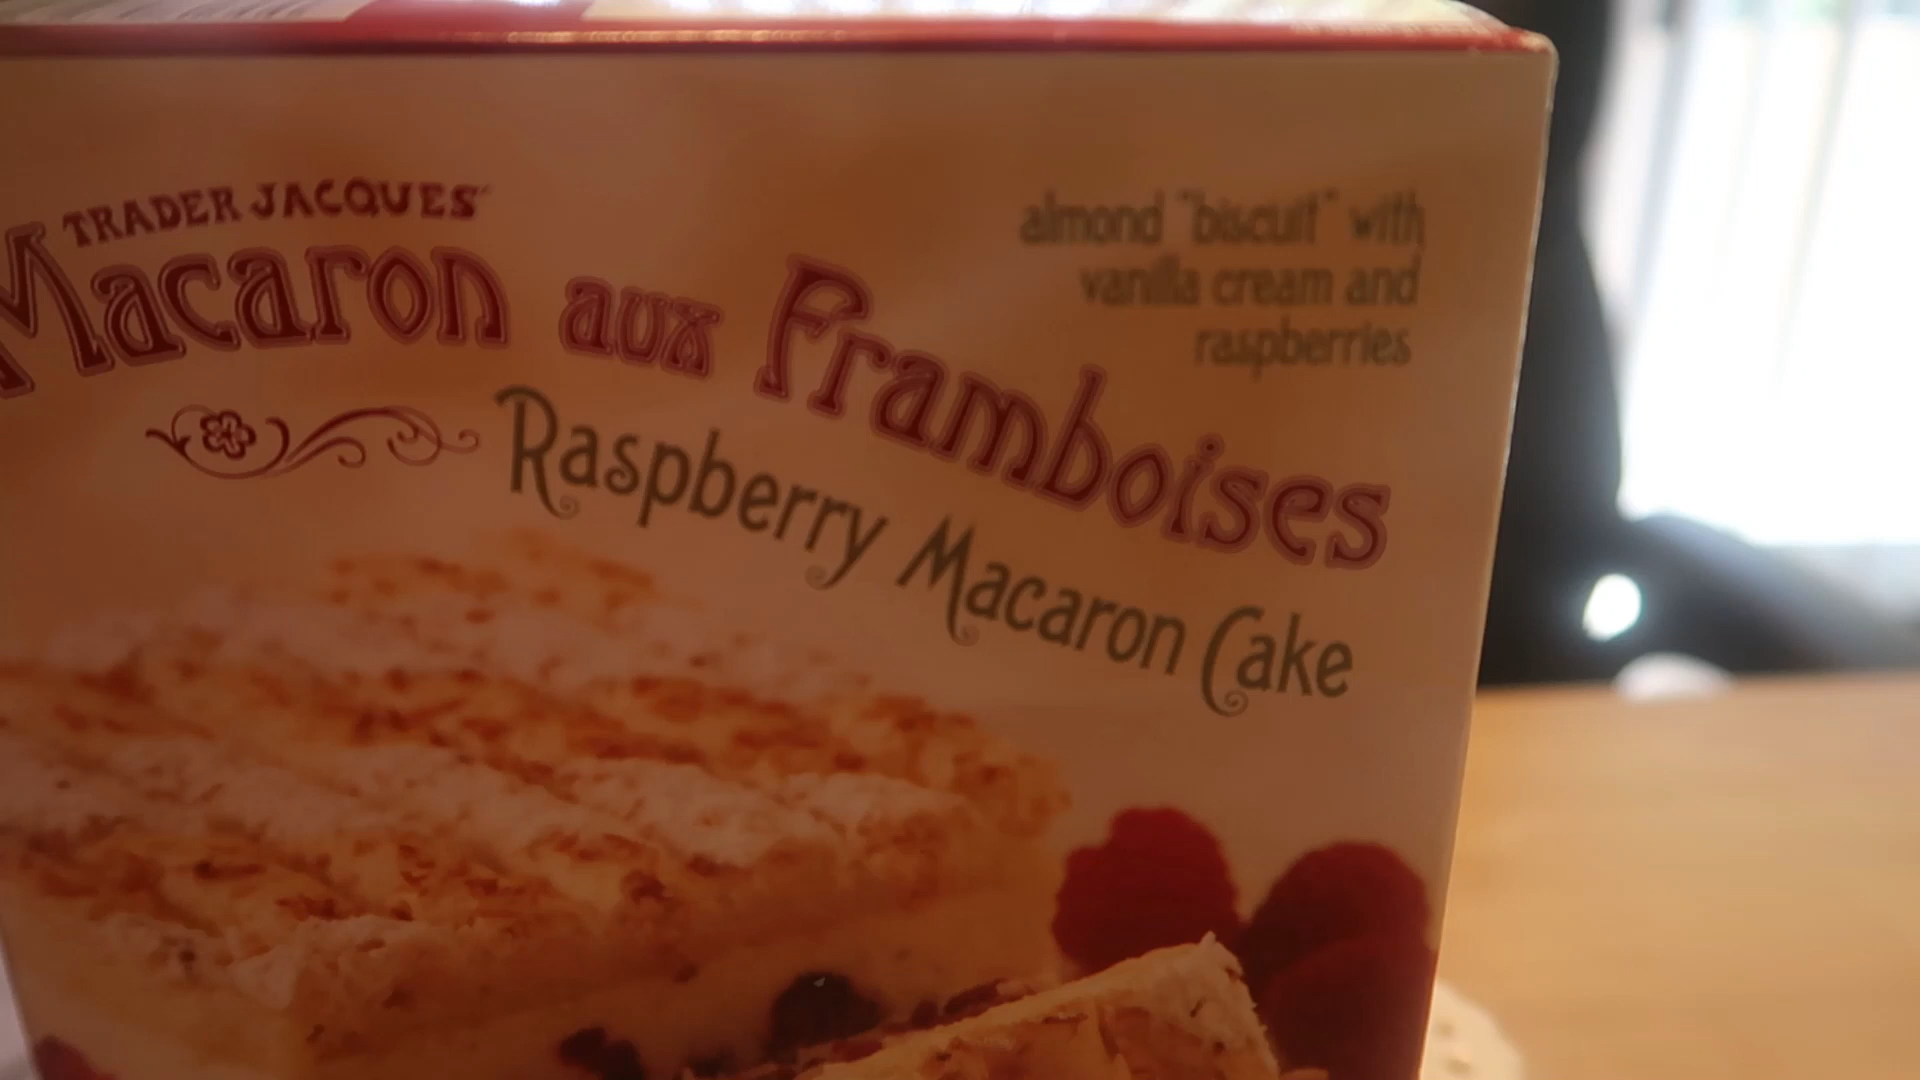 TRADER JACQUES'
Macaron aux Framboises
Raspberry Macaron Cake
almond "biscuit" with
vanilla cream and
raspberries